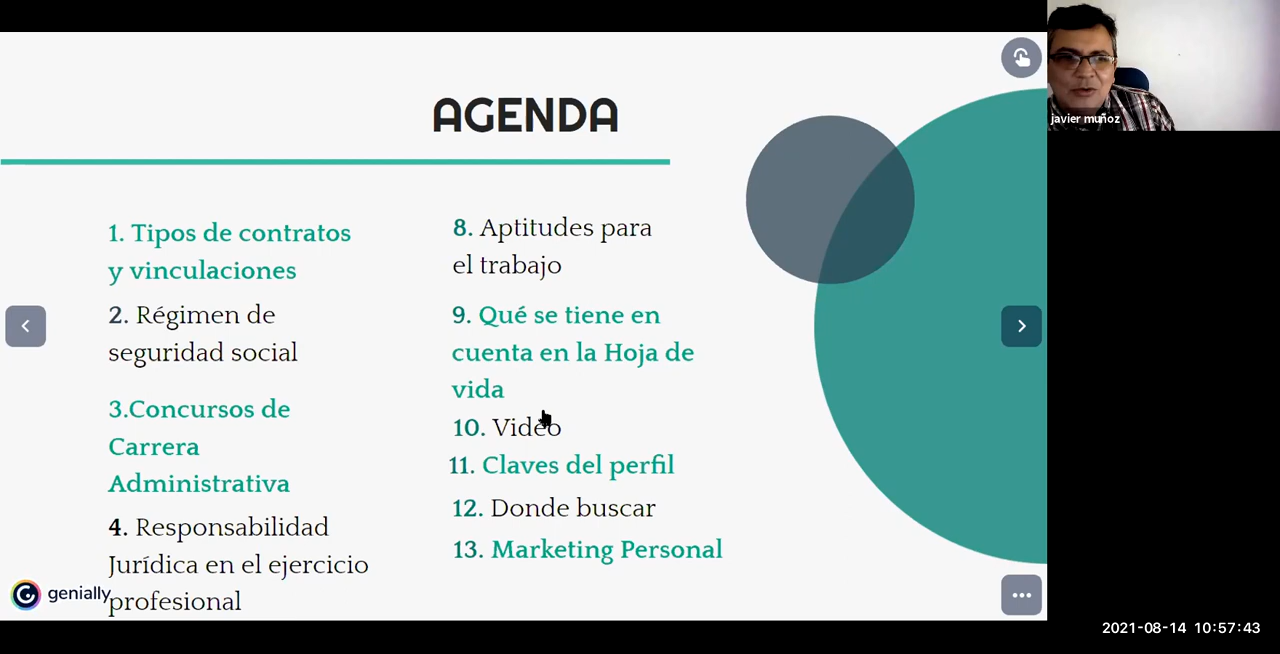 AGENDA
1. Tipos de contratos
y vinculaciones
2. Régimen de
seguridad social
3.Concursos de
Carrera
Administrativa
4. Responsabilidad
Jurídica en el ejercicio
profesional
8. Aptitudes para
el trabajo
9. Qué se tiene en
cuenta en la Hoja de
vida
10. Video
11. Claves del perfil
12. Donde buscar
13. Marketing Personal
genially
javier muñoz
2021-08-14 10:57:43